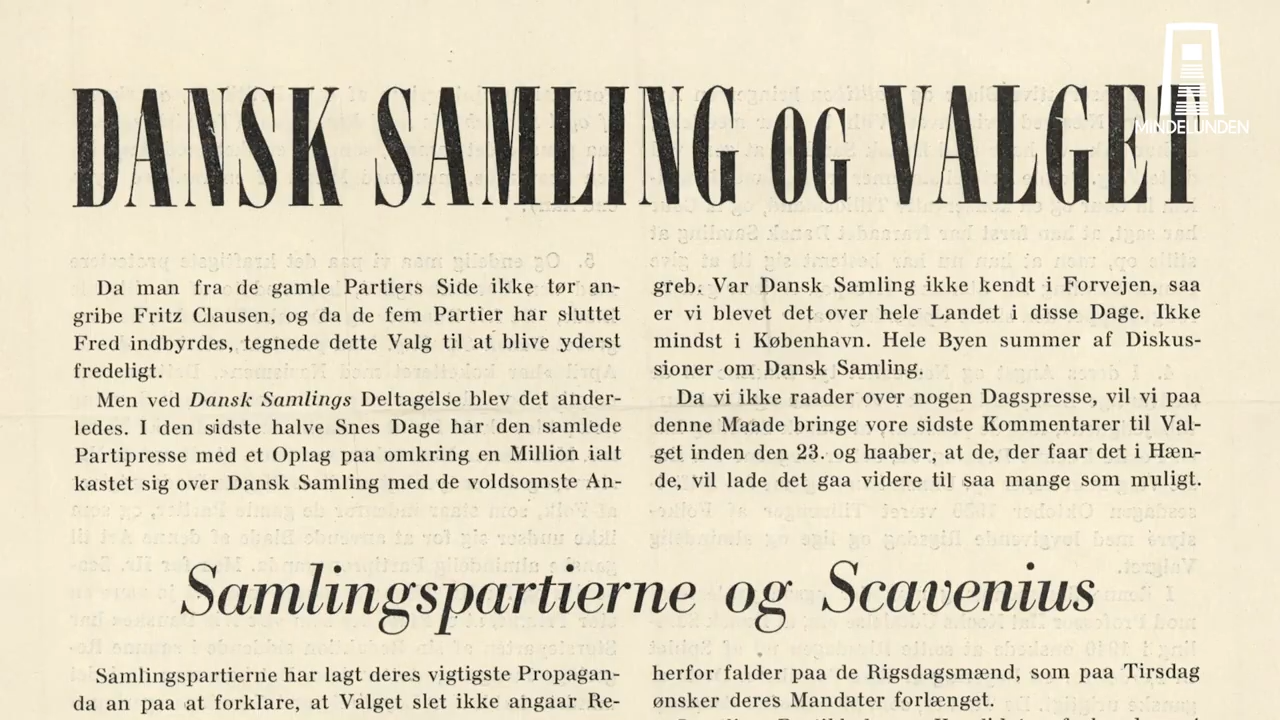 MINDELUNDEN
DANSK SAMLING OG VALGET
Da man fra de gamle Partiers Side ikke tør an-
gribe Fritz Clausen, og da de fem Partier har sluttet
Fred indbyrdes, tegnede dette Valg til at blive yderst
fredeligt.
Men ved Dansk Samlings Deltagelse blev det ander-
ledes. I den sidste halve Snes Dage har den samlede
Partipresse med et Oplag paa omkring en Million ialt
kastet sig over Dansk Samling med de voldsomste An-
greb. Var Dansk Samling ikke kendt i Forvejen, saa
er vi blevet det over hele Landet i disse Dage. Ikke
mindst i København. Hele Byen summer af Diskus-
sioner om Dansk Samling.
Da vi ikke raader over nogen Dagspresse, vil vi paa
denne Maade bringe vore sidste Kommentarer til Val-
get inden den 23. og haaber, at de, der faar det i Hæn-
de, vil lade det gaa videre til saa mange som muligt.
Samlingspartierne og Scavenius
Samlingspartierne har lagt deres vigtigste Propagan-
da an paa at forklare, at Valget slet ikke angaar Re-
herfor falder paa de Rigsdagsmænd, som paa Tirsdag
ønsker deres Mandater forlænget.